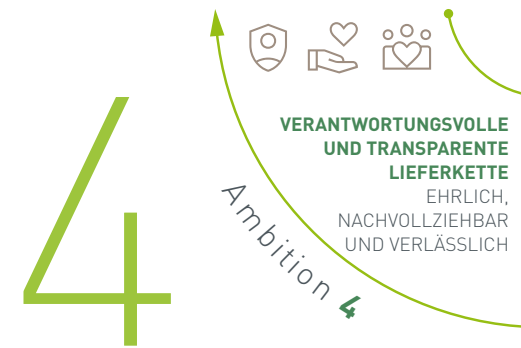 4
VERANTWORTUNGSVOLLE
UND TRANSPARENTE
LIEFERKETTE
EHRLICH,
NACHVOLLZIEHBAR
UND VERLÄSSLICH
Ambition 4